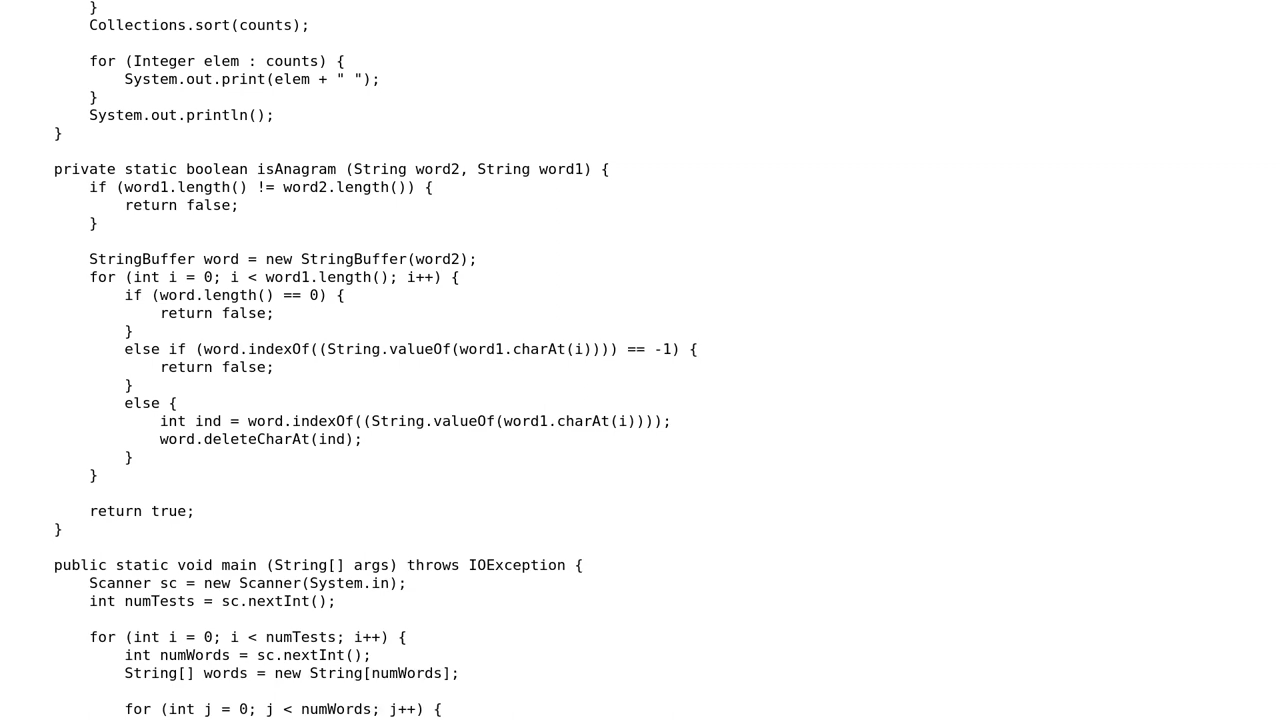 }
        Collections.sort(counts);

        for (Integer elem : counts) {
            System.out.print(elem + " ");
        }
        System.out.println();
    }

    private static boolean isAnagram (String word2, String word1) {
        if (word1.length() != word2.length()) {
            return false;
        }

        StringBuffer word = new StringBuffer(word2);
        for (int i = 0; i < word1.length(); i++) {
            if (word.length() == 0) {
                return false;
            }
            else if (word.indexOf((String.valueOf(word1.charAt(i)))) == -1) {
                return false;
            }
            else {
                int ind = word.indexOf((String.valueOf(word1.charAt(i))));
                word.deleteCharAt(ind);
            }
        }

        return true;
    }

    public static void main (String[] args) throws IOException {
        Scanner sc = new Scanner(System.in);
        int numTests = sc.nextInt();

        for (int i = 0; i < numTests; i++) {
            int numWords = sc.nextInt();
            String[] words = new String[numWords];

            for (int j = 0; j < numWords; j++) {